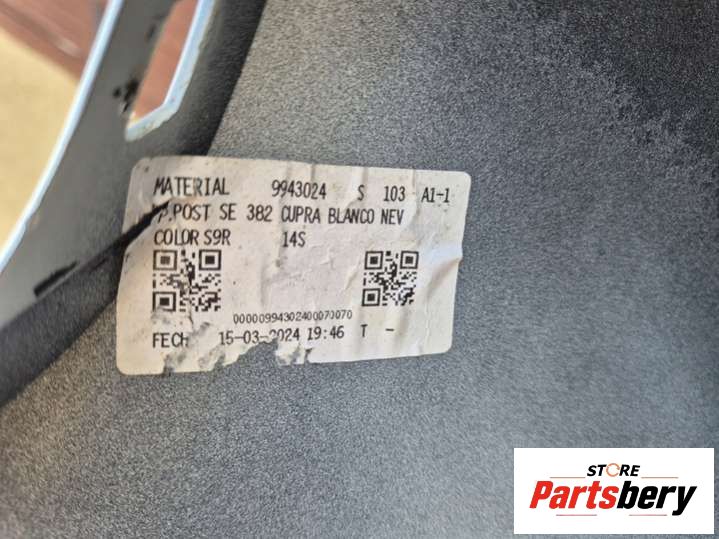 MATERIAL 9943024 S 103 A1-1
P.POST SE 382 CUPRA BLANCO NEV
COLOR S9R 14S
00000994302400070070
FECH 15-03-2024 19:46 T -
STORE
Partsbery